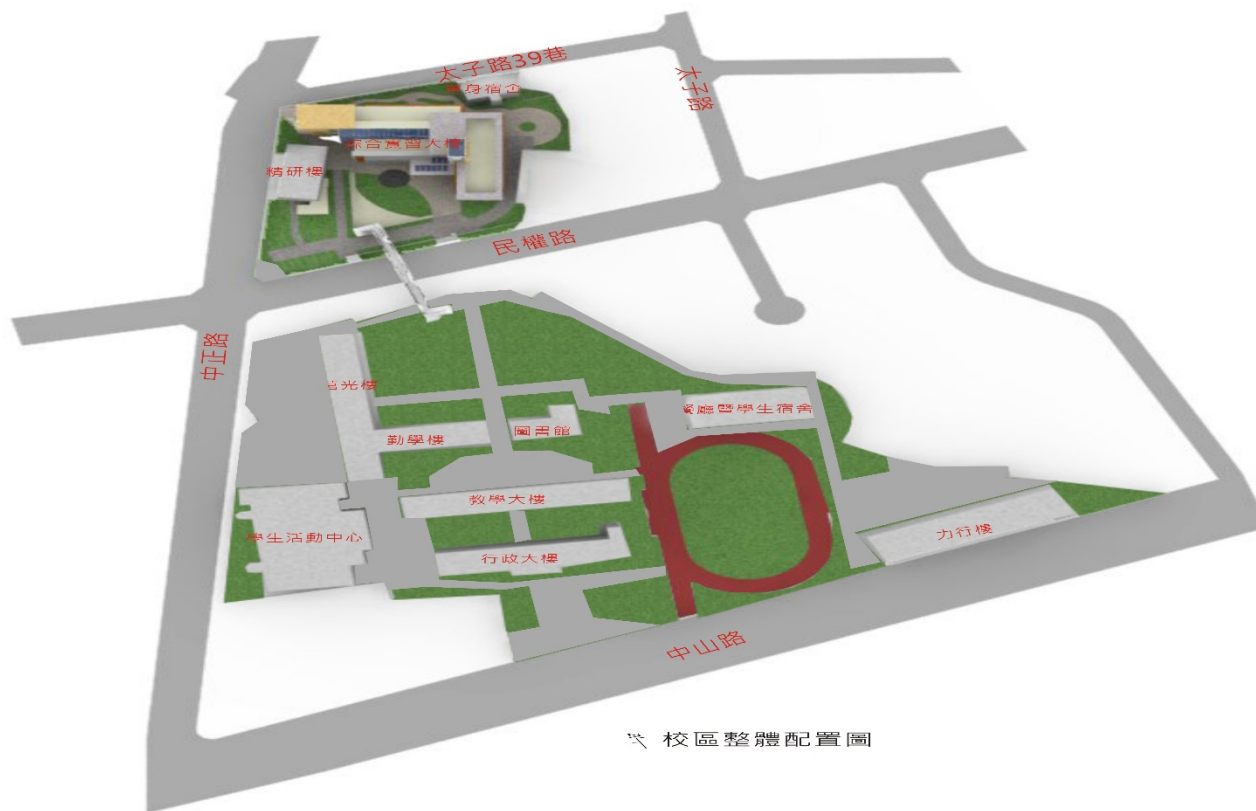 太子路39巷
太子路
身宿舍
綜合實習大樓
精研樓
民權路
中正路
光樓
餐廳暨學生宿舍
勤學樓
圖書館
教學大樓
學生活動中心
行政大樓
力行樓
中山路
校區整體配置圖